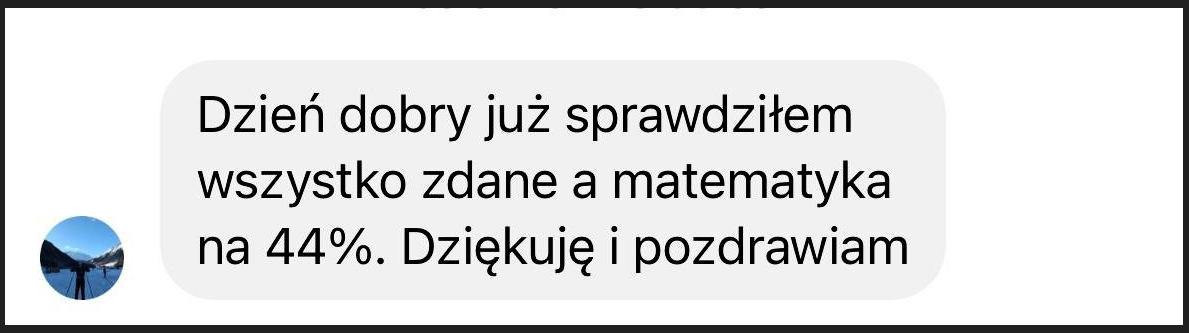 Dzień dobry już sprawdziłem
wszystko zdane a matematyka
na 44%. Dziękuję i pozdrawiam